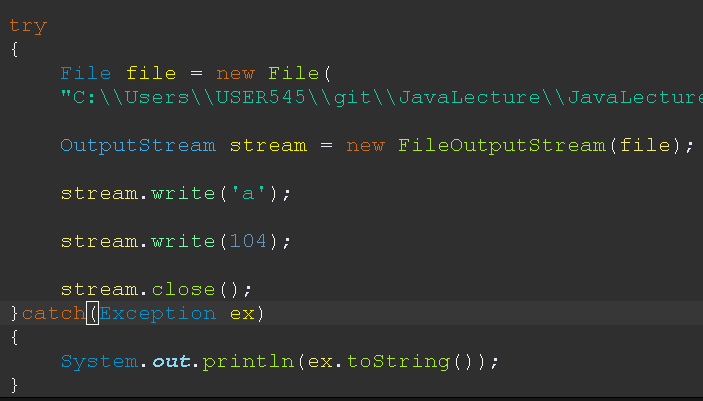 try
{
File file = new File(
"C:\\Users\\USER545\\git\\JavaLecture\\JavaLecture
OutputStream stream = new FileOutputStream(file);
stream.write('a');
stream.write(104);
stream.close();
}catch(Exception ex)
{
System.out.println(ex.toString());
}